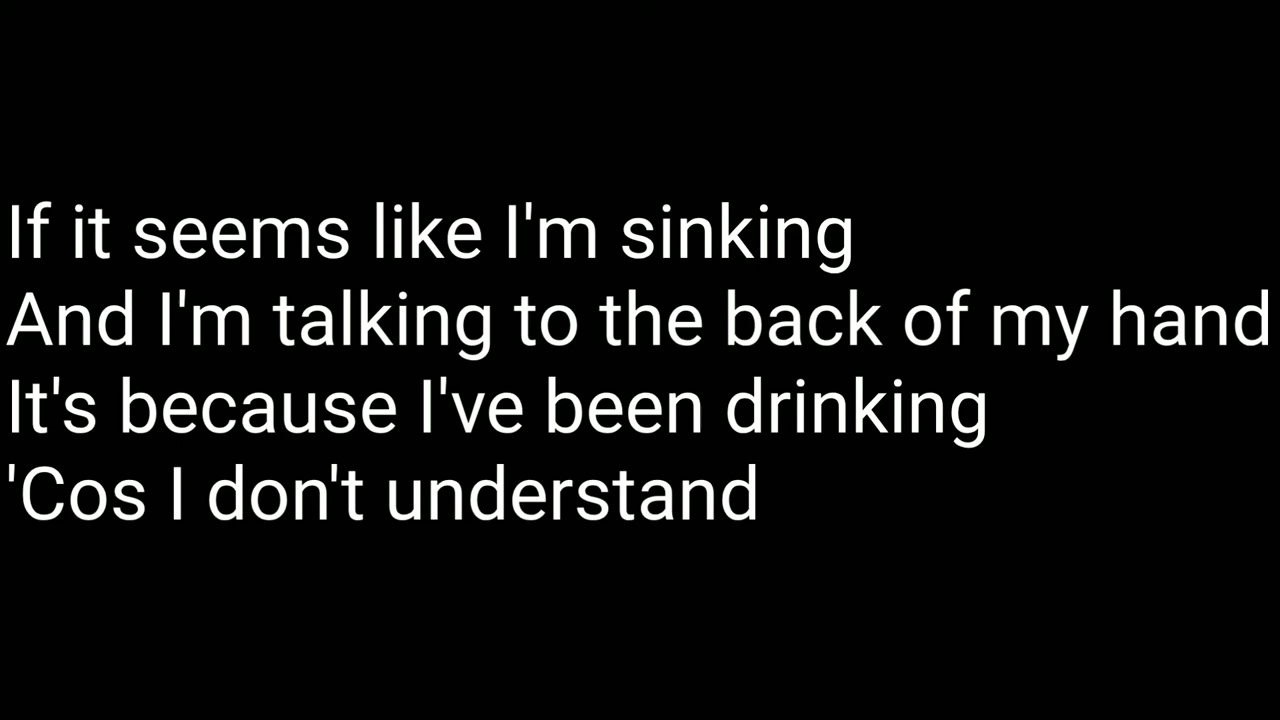 If it seems like I'm sinking
And I'm talking to the back of my hand
It's because I've been drinking
'Cos I don't understand